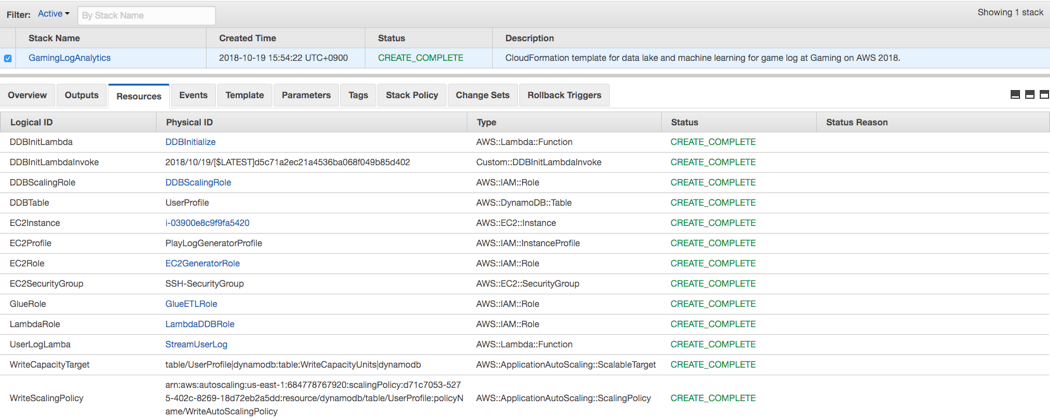 Filter: Active By Stack Name Showing 1 stack
Stack Name Created Time Status Description
GamingLogAnalytics 2018-10-19 15:54:22 UTC+0900 CREATE_COMPLETE CloudFormation template for data lake and machine learning for game log at Gaming on AWS 2018.
Overview Outputs Resources Events Template Parameters Tags Stack Policy Change Sets Rollback Triggers
Logical ID Physical ID Type Status Status Reason
DDBInitLambda DDBInitialize AWS::Lambda::Function CREATE_COMPLETE
DDBInitLambdaInvoke 2018/10/19/[$LATEST]d5c71a2ec21a4536ba068f049b85d402 Custom::DDBInitLambdaInvoke CREATE_COMPLETE
DDBScalingRole DDBScalingRole AWS::IAM::Role CREATE_COMPLETE
DDBTable UserProfile AWS::DynamoDB::Table CREATE_COMPLETE
EC2Instance i-03900e8c9f9fa5420 AWS::EC2::Instance CREATE_COMPLETE
EC2Profile PlayLogGeneratorProfile AWS::IAM::InstanceProfile CREATE_COMPLETE
EC2Role EC2GeneratorRole AWS::IAM::Role CREATE_COMPLETE
EC2SecurityGroup SSH-SecurityGroup AWS::EC2::SecurityGroup CREATE_COMPLETE
GlueRole GlueETLRole AWS::IAM::Role CREATE_COMPLETE
LambdaRole LambdaDDBRole AWS::IAM::Role CREATE_COMPLETE
UserLogLamba StreamUserLog AWS::Lambda::Function CREATE_COMPLETE
WriteCapacityTarget table/UserProfile|dynamodb:table:WriteCapacityUnits|dynamodb AWS::ApplicationAutoScaling::ScalableTarget CREATE_COMPLETE
arn:aws:autoscaling:us-east-1:684778767920:scalingPolicy:d71c7053-527
WriteScalingPolicy 5-402c-8269-18d72eb2a5dd:resource/dynamodb/table/UserProfile:policyN AWS::ApplicationAutoScaling::ScalingPolicy CREATE_COMPLETE
ame/WriteAutoScalingPolicy